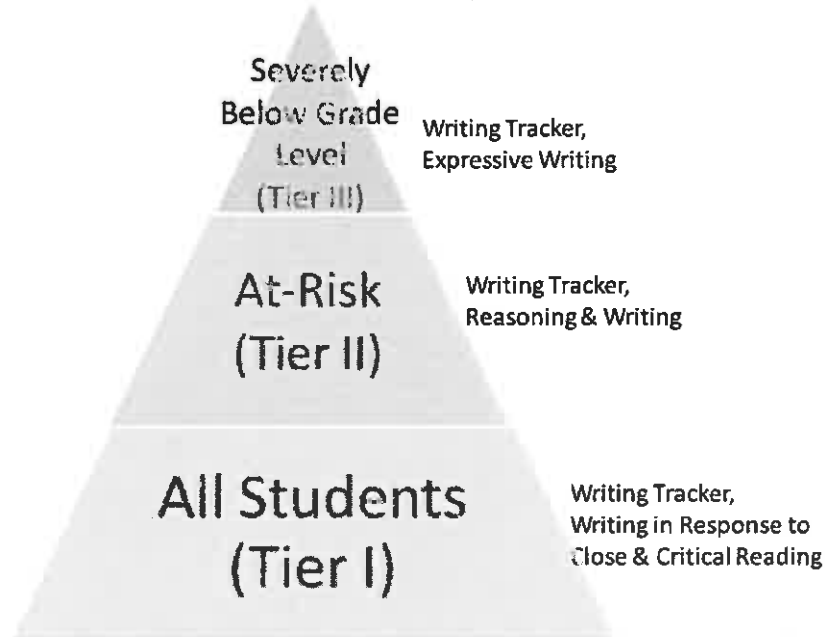 Severely
Below Grade
Level
(Tier III)
Writing Tracker,
Expressive Writing
At-Risk
(Tier II)
Writing Tracker,
Reasoning & Writing
All Students
(Tier I)
Writing Tracker,
Writing in Response to
Close & Critical Reading